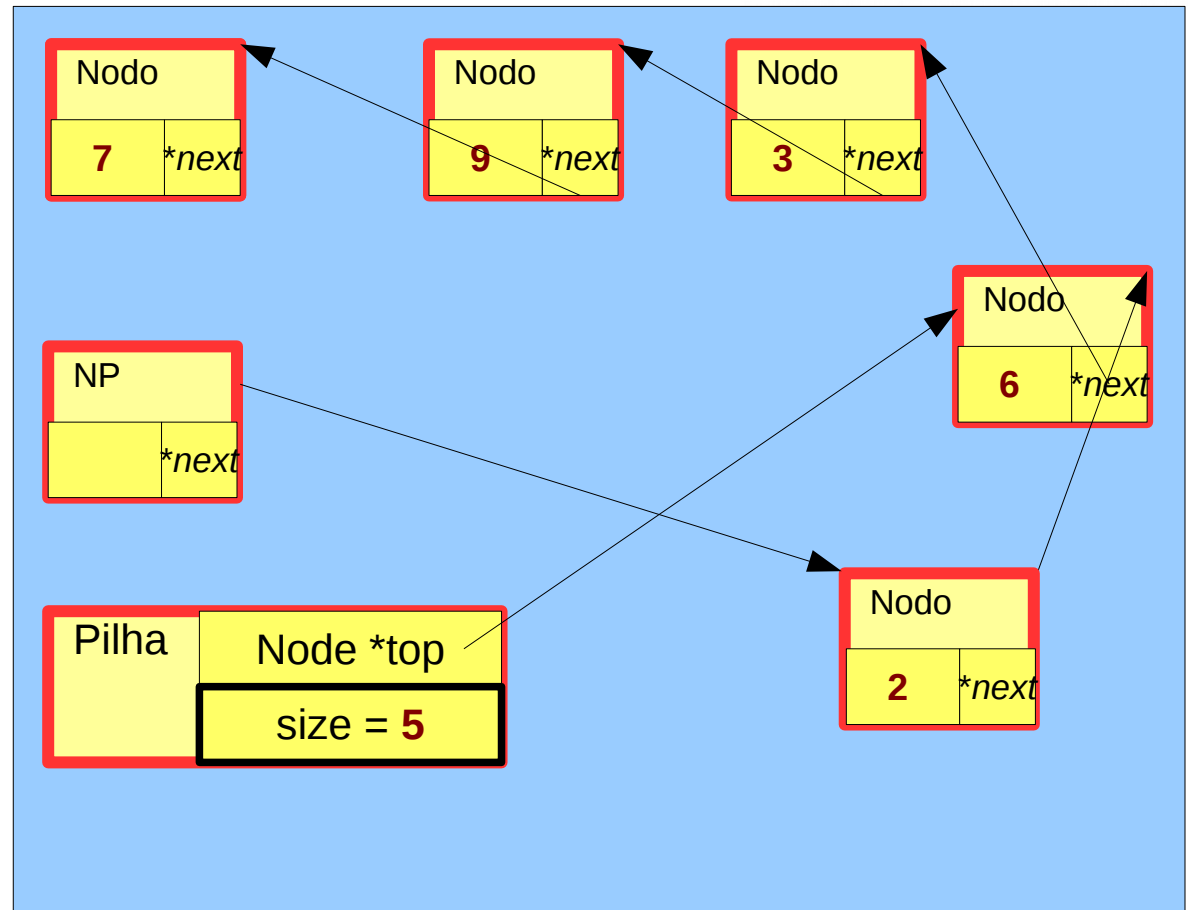 Nodo
7 *next
Nodo
9 *next
Nodo
3 *next
Nodo
6 *next
NP
*next
Pilha
Node *top
size = 5
Nodo
2 *next